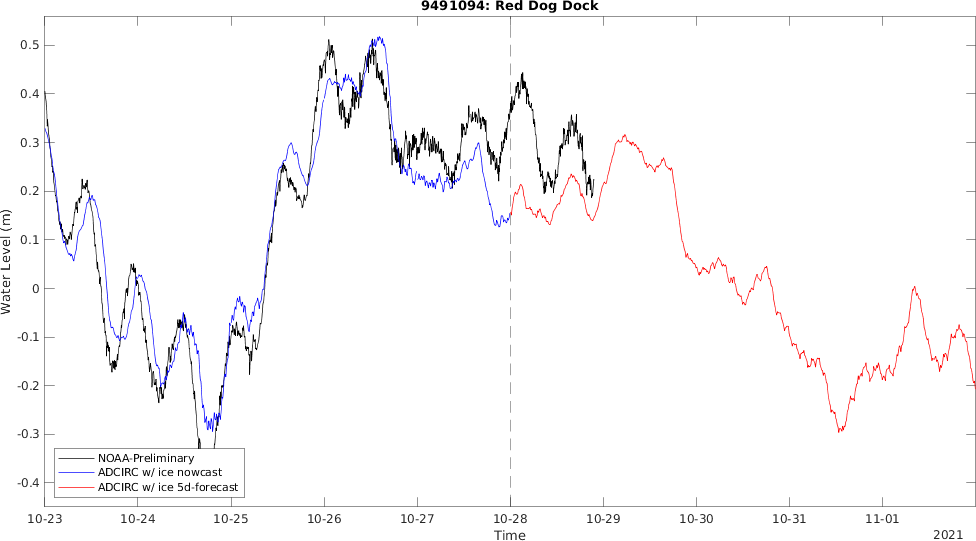 9491094: Red Dog Dock
Water Level (m)
0.5
0.4
0.3
0.2
0.1
0
-0.1
-0.2
-0.3
-0.4
NOAA-Preliminary
ADCIRC w/ ice nowcast
ADCIRC w/ ice 5d-forecast
10-23 10-24 10-25 10-26 10-27 10-28 10-29 10-30 10-31 11-01
Time
2021